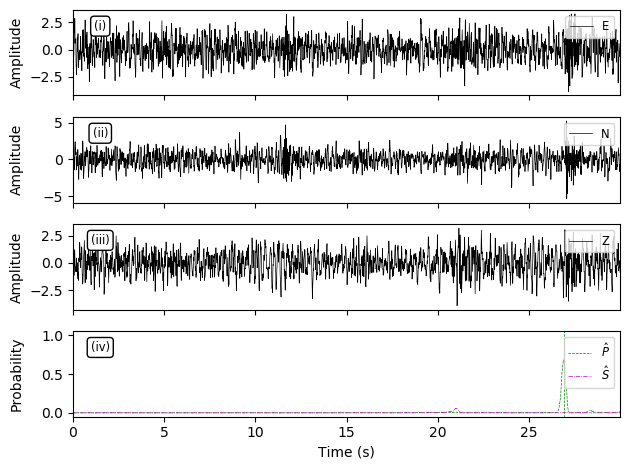 (i)
E
Amplitude
2.5
0.0
−2.5
(ii)
N
Amplitude
5
0
−5
(iii)
Z
Amplitude
2.5
0.0
−2.5
(iv)
P̂
Ŝ
Probability
1.0
0.5
0.0
0 5 10 15 20 25
Time (s)